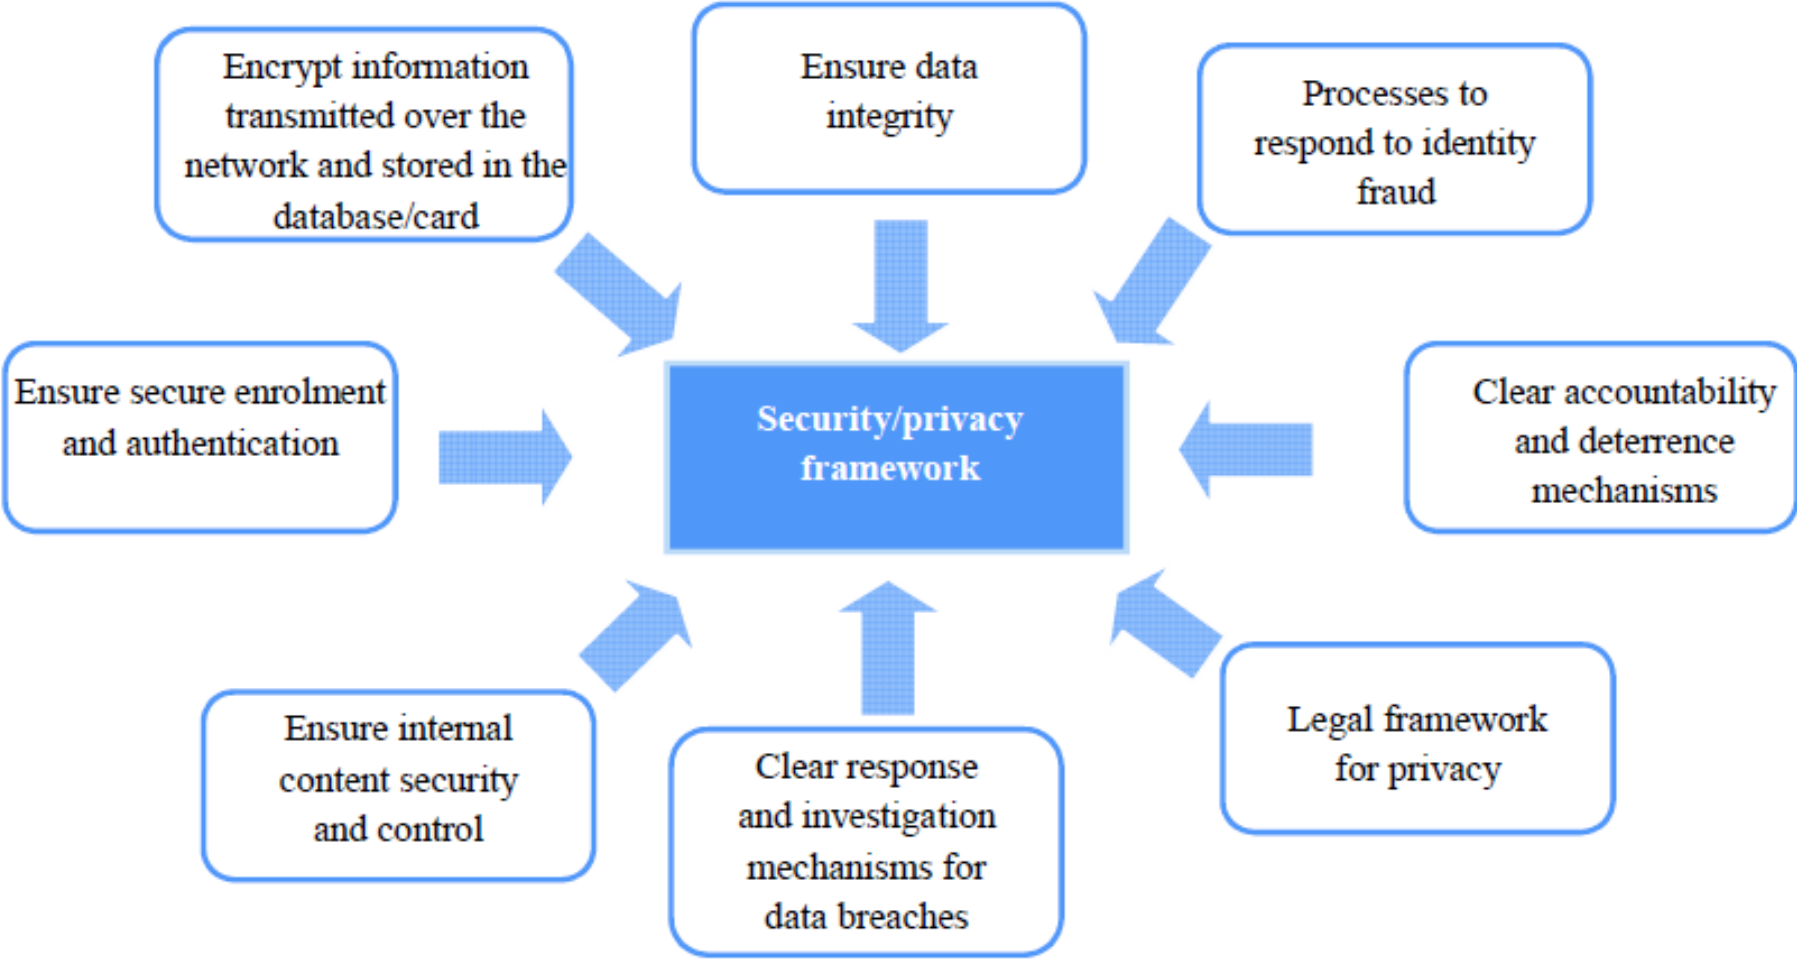 Encrypt information
transmitted over the
network and stored in the
database/card
Ensure data
integrity
Processes to
respond to identity
fraud
Ensure secure enrolment
and authentication
Security/privacy
framework
Clear accountability
and deterrence
mechanisms
Ensure internal
content security
and control
Clear response
and investigation
mechanisms for
data breaches
Legal framework
for privacy